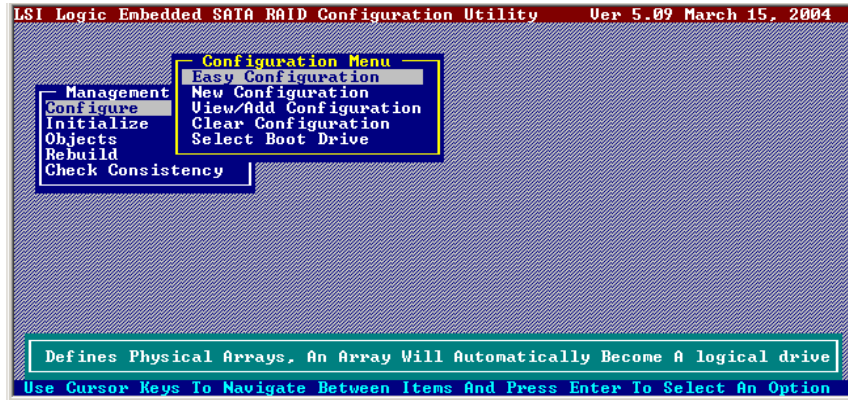 LSI Logic Embedded SATA RAID Configuration Utility Ver 5.09 March 15, 2004
Configuration Menu
Easy Configuration
New Configuration
View/Add Configuration
Clear Configuration
Select Boot Drive
Management
Configure
Initialize
Objects
Rebuild
Check Consistency
Defines Physical Arrays, An Array Will Automatically Become A logical drive
Use Cursor Keys To Navigate Between Items And Press Enter To Select An Option